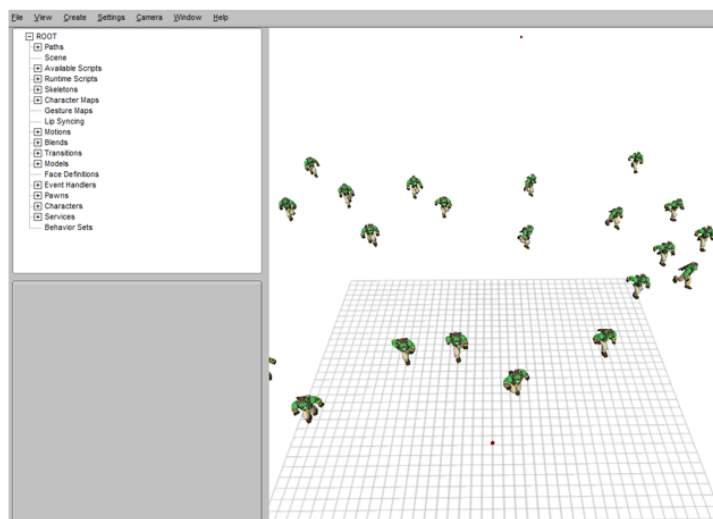 File View Create Settings Camera Window Help
ROOT
Paths
Scene
Available Scripts
Runtime Scripts
Skeletons
Character Maps
Gesture Maps
Lip Syncing
Motions
Blends
Transitions
Models
Face Definitions
Event Handlers
Pawns
Characters
Services
Behavior Sets